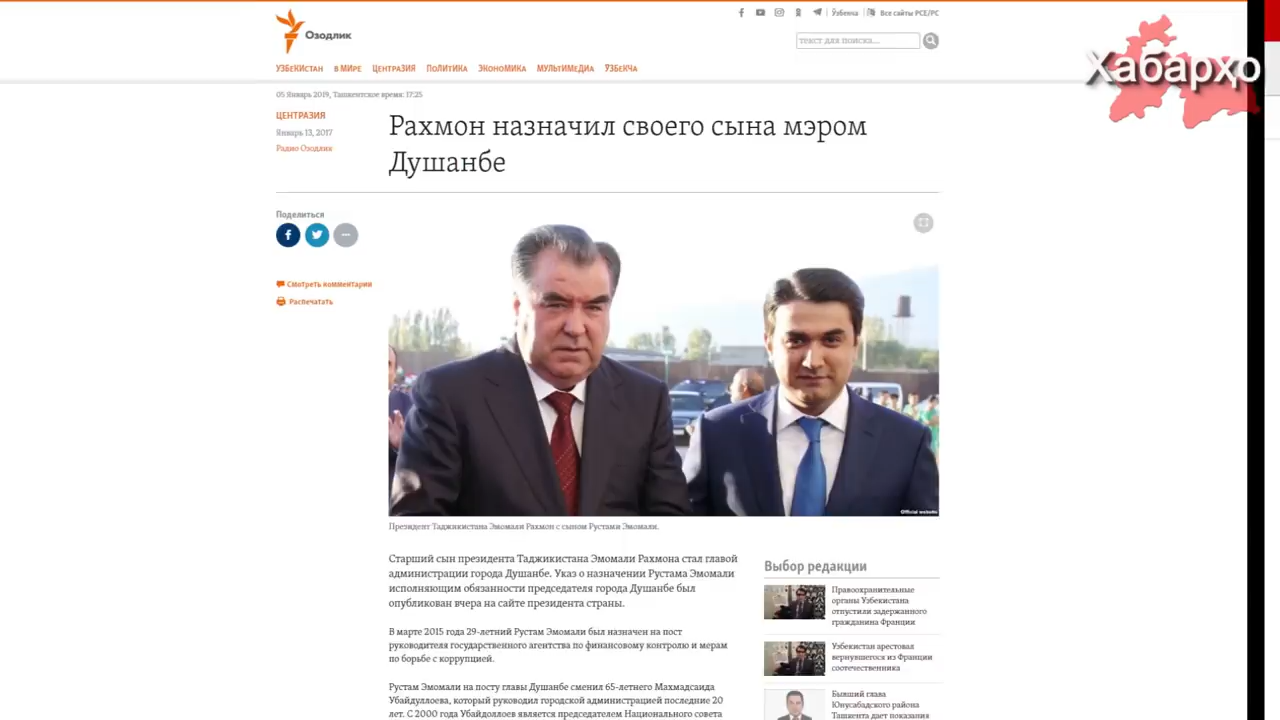 Ўзбекча
Все сайты РСЕ/РС
Озодлик
текст для поиска...
Хабарҳо
УЗБЕКИСТАН В МИРЕ ЦЕНТРАЗИЯ ПОЛИТИКА ЭКОНОМИКА МУЛЬТИМЕДИА ЎЗБЕКЧА
05 Январь 2019, Ташкентское время: 17:25
ЦЕНТРАЗИЯ
Январь 13, 2017
Радио Озодлик
Рахмон назначил своего сына мэром
Душанбе
Поделиться
Смотреть комментарии
Распечатать
Official website
Президент Таджикистана Эмомали Рахмон с сыном Рустами Эмомали.
Старший сын президента Таджикистана Эмомали Рахмона стал главой
администрации города Душанбе. Указ о назначении Рустама Эмомали
исполняющим обязанности председателя города Душанбе был
опубликован вчера на сайте президента страны.
В марте 2015 года 29-летний Рустам Эмомали был назначен на пост
руководителя государственного агентства по финансовому контролю и мерам
по борьбе с коррупцией.
Рустам Эмомали на посту главы Душанбе сменил 65-летнего Махмадсаида
Убайдуллоева, который руководил городской администрацией последние 20
лет. С 2000 года Убайдоллоев является председателем Национального совета
Выбор редакции
Правоохранительные
органы Узбекистана
отпустили задержанного
гражданина Франции
Узбекистан арестовал
вернувшегося из Франции
соотечественника
Бывший глава
Юнусабадского района
Ташкента дает показания